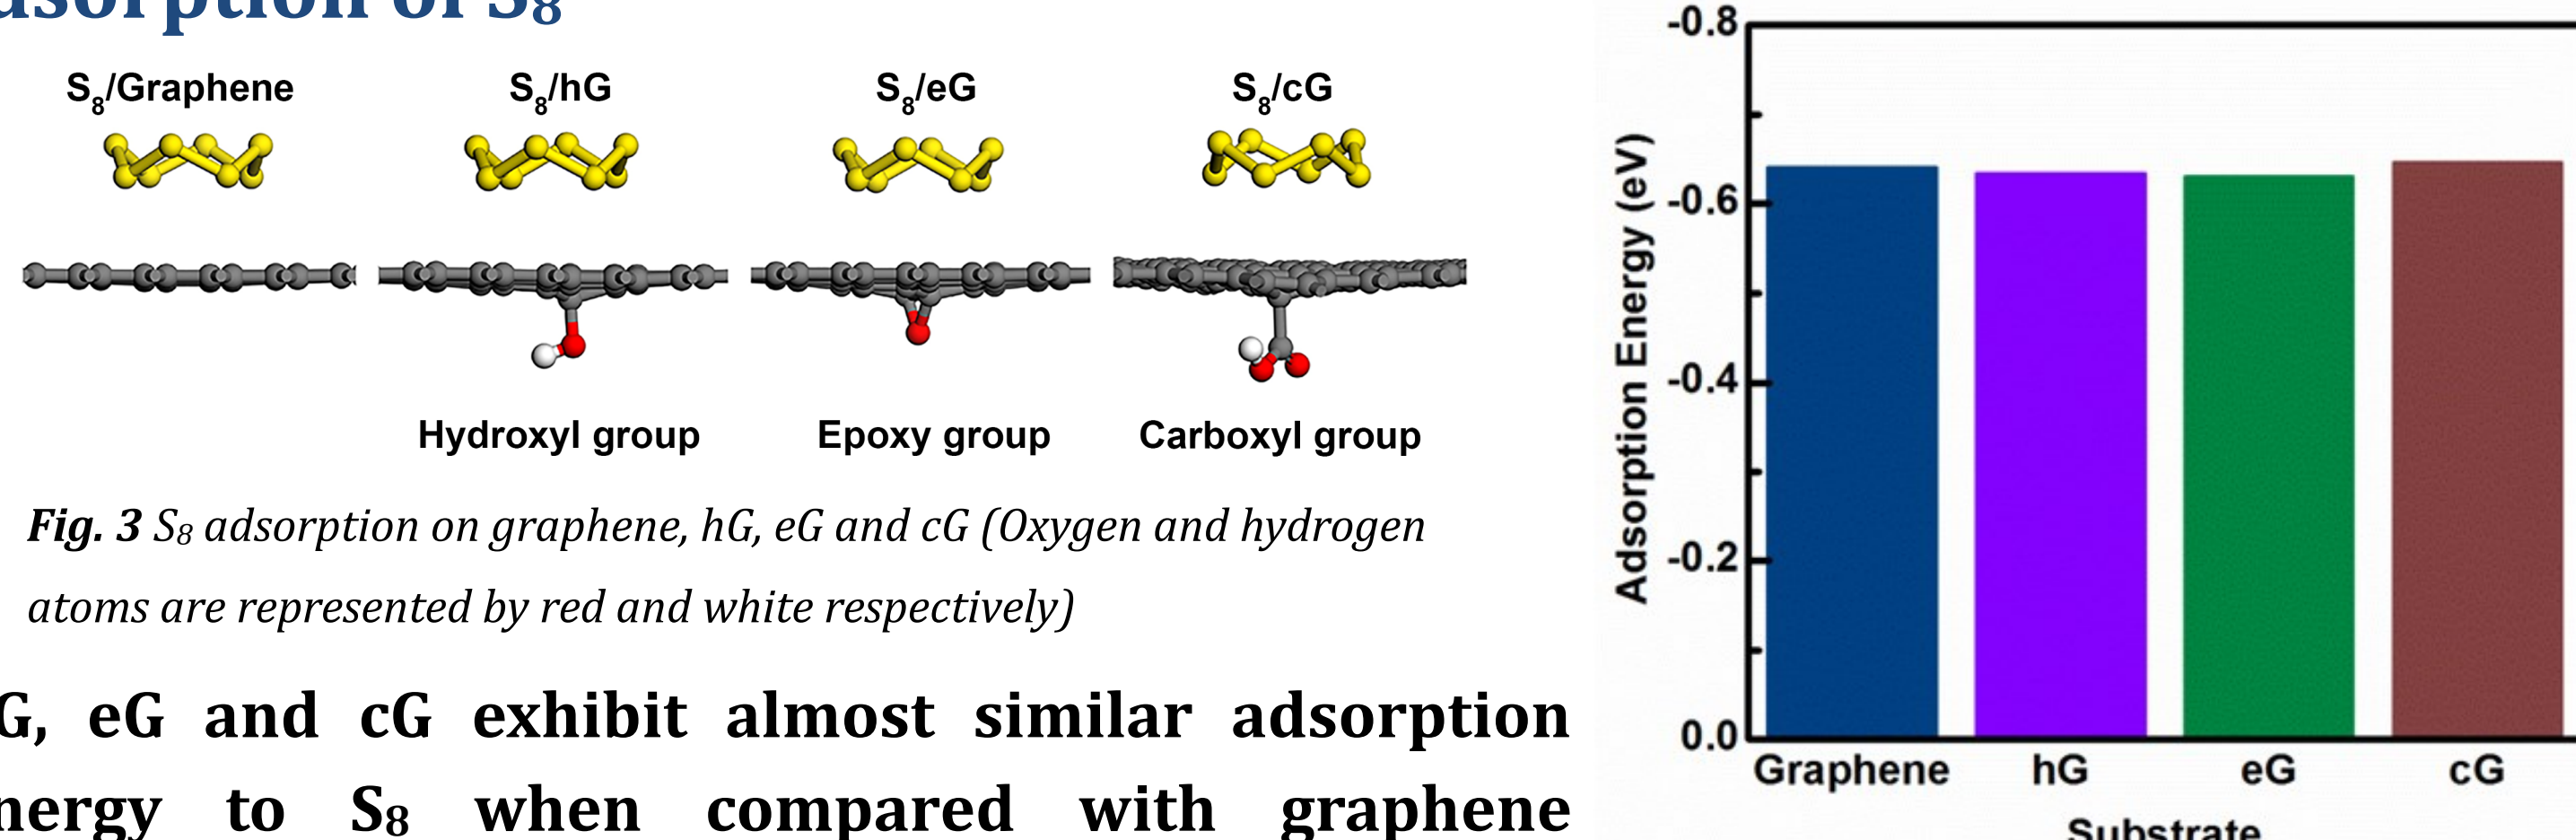 dsorption of S₈
S₈/Graphene S₈/hG S₈/eG S₈/cG
Hydroxyl group Epoxy group Carboxyl group
Fig. 3 S₈ adsorption on graphene, hG, eG and cG (Oxygen and hydrogen
atoms are represented by red and white respectively)
G, eG and cG exhibit almost similar adsorption
nergy to S₈ when compared with graphene
Adsorption Energy (eV)
-0.8
-0.6
-0.4
-0.2
0.0
Graphene hG eG cG
Substrate